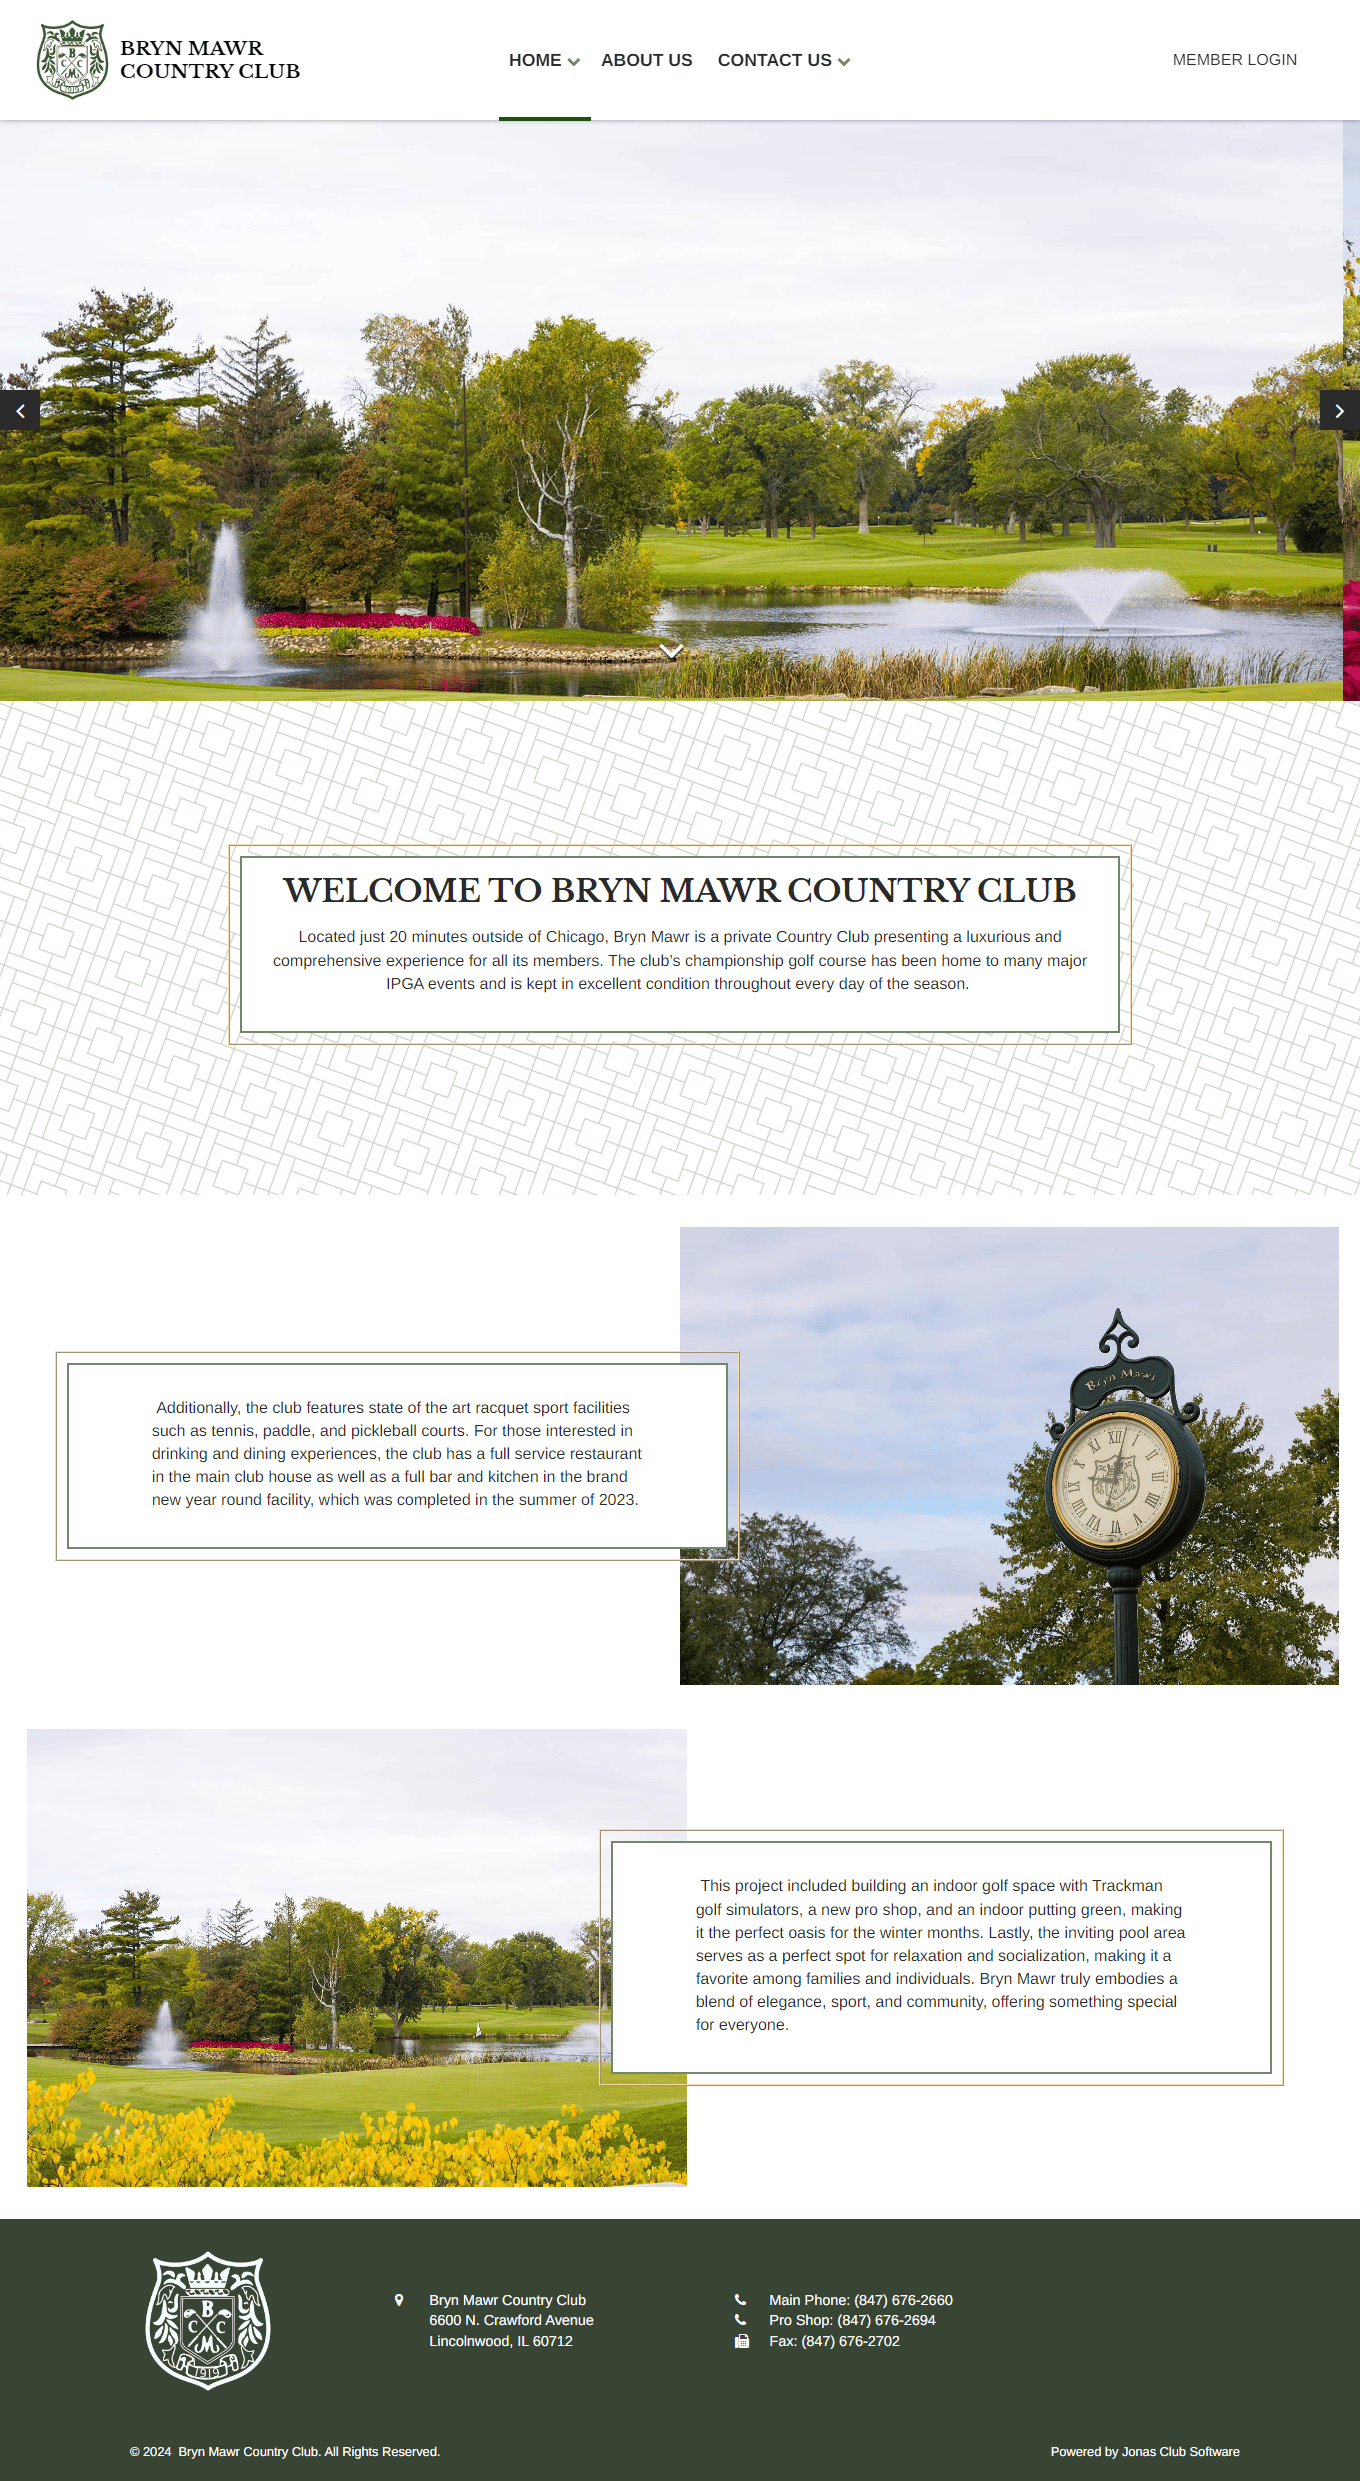 BRYN MAWR
COUNTRY CLUB
HOME
ABOUT US
CONTACT US
MEMBER LOGIN
WELCOME TO BRYN MAWR COUNTRY CLUB
Located just 20 minutes outside of Chicago, Bryn Mawr is a private Country Club presenting a luxurious and
comprehensive experience for all its members. The club’s championship golf course has been home to many major
IPGA events and is kept in excellent condition throughout every day of the season.
Bryn Mawr
XII
Additionally, the club features state of the art racquet sport facilities
such as tennis, paddle, and pickleball courts. For those interested in
drinking and dining experiences, the club has a full service restaurant
in the main club house as well as a full bar and kitchen in the brand
new year round facility, which was completed in the summer of 2023.
This project included building an indoor golf space with Trackman
golf simulators, a new pro shop, and an indoor putting green, making
it the perfect oasis for the winter months. Lastly, the inviting pool area
serves as a perfect spot for relaxation and socialization, making it a
favorite among families and individuals. Bryn Mawr truly embodies a
blend of elegance, sport, and community, offering something special
for everyone.
B
C C
M
1919
Bryn Mawr Country Club
6600 N. Crawford Avenue
Lincolnwood, IL 60712
Main Phone: (847) 676-2660
Pro Shop: (847) 676-2694
Fax: (847) 676-2702
© 2024 Bryn Mawr Country Club. All Rights Reserved.
Powered by Jonas Club Software